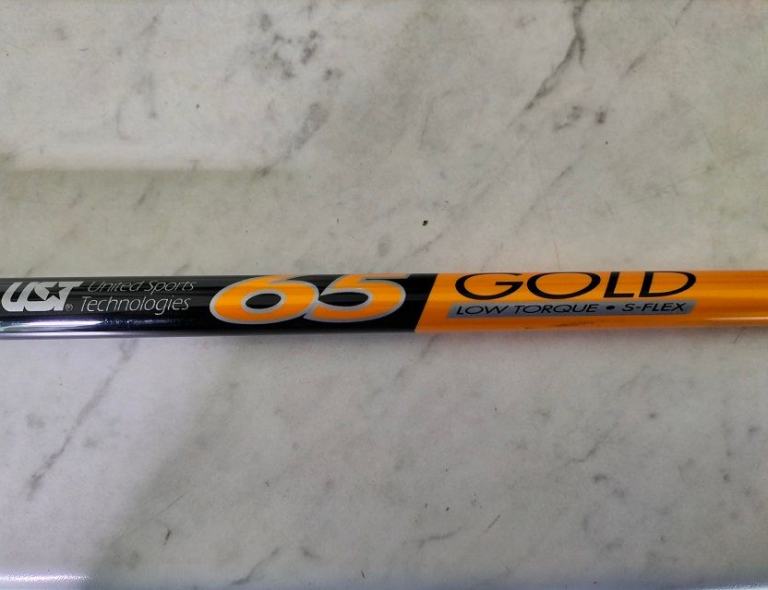 UST® United Sports
Technologies
65
GOLD
LOW TORQUE • S-FLEX